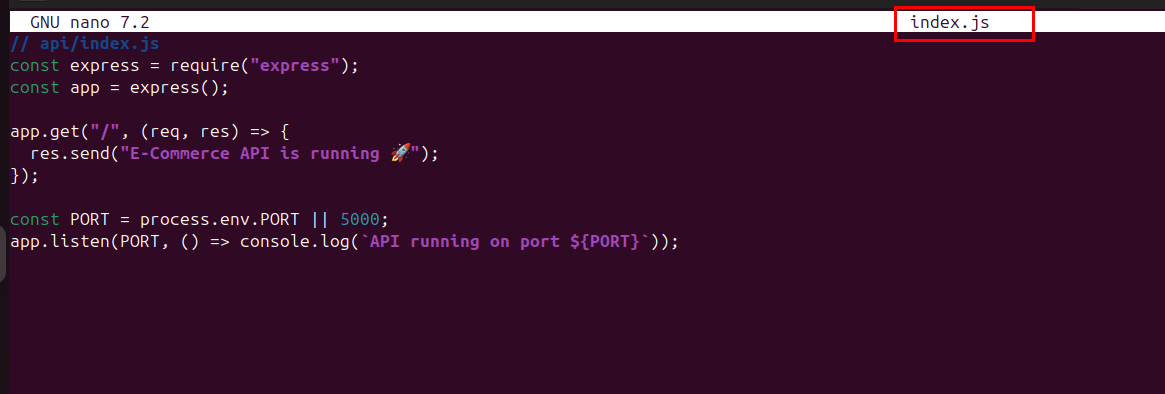 GNU nano 7.2 index.js
// api/index.js
const express = require("express");
const app = express();
app.get("/", (req, res) => {
  res.send("E-Commerce API is running 🚀");
});
const PORT = process.env.PORT || 5000;
app.listen(PORT, () => console.log(`API running on port ${PORT}`));